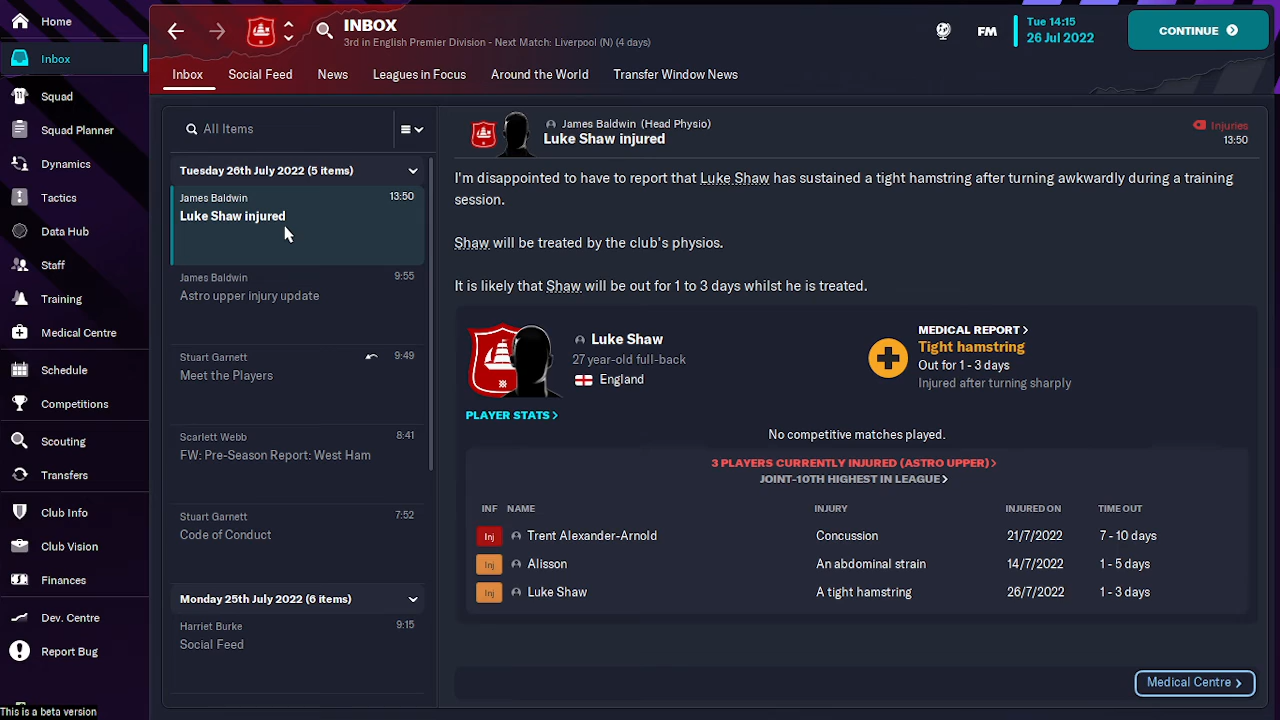 Home
Inbox
Squad
Squad Planner
Dynamics
Tactics
Data Hub
Staff
Training
Medical Centre
Schedule
Competitions
Scouting
Transfers
Club Info
Club Vision
Finances
Dev. Centre
Report Bug
This is a beta version
INBOX
3rd in English Premier Division - Next Match: Liverpool (N) (4 days)
FM
Tue 14:15
26 Jul 2022
CONTINUE
Inbox Social Feed News Leagues in Focus Around the World Transfer Window News
All Items
Tuesday 26th July 2022 (5 items)
James Baldwin 13:50
Luke Shaw injured
James Baldwin 9:55
Astro upper injury update
Stuart Garnett 9:49
Meet the Players
Scarlett Webb 8:41
FW: Pre-Season Report: West Ham
Stuart Garnett 7:52
Code of Conduct
Monday 25th July 2022 (6 items)
Harriet Burke 9:15
Social Feed
James Baldwin (Head Physio)
Luke Shaw injured
Injuries
13:50
I'm disappointed to have to report that Luke Shaw has sustained a tight hamstring after turning awkwardly during a training
session.
Shaw will be treated by the club's physios.
It is likely that Shaw will be out for 1 to 3 days whilst he is treated.
Luke Shaw
27 year-old full-back
England
PLAYER STATS >
MEDICAL REPORT >
Tight hamstring
Out for 1 - 3 days
Injured after turning sharply
No competitive matches played.
3 PLAYERS CURRENTLY INJURED (ASTRO UPPER) >
JOINT-10TH HIGHEST IN LEAGUE >
INF NAME INJURY INJURED ON TIME OUT
Inj Trent Alexander-Arnold Concussion 21/7/2022 7 - 10 days
Inj Alisson An abdominal strain 14/7/2022 1 - 5 days
Inj Luke Shaw A tight hamstring 26/7/2022 1 - 3 days
Medical Centre >